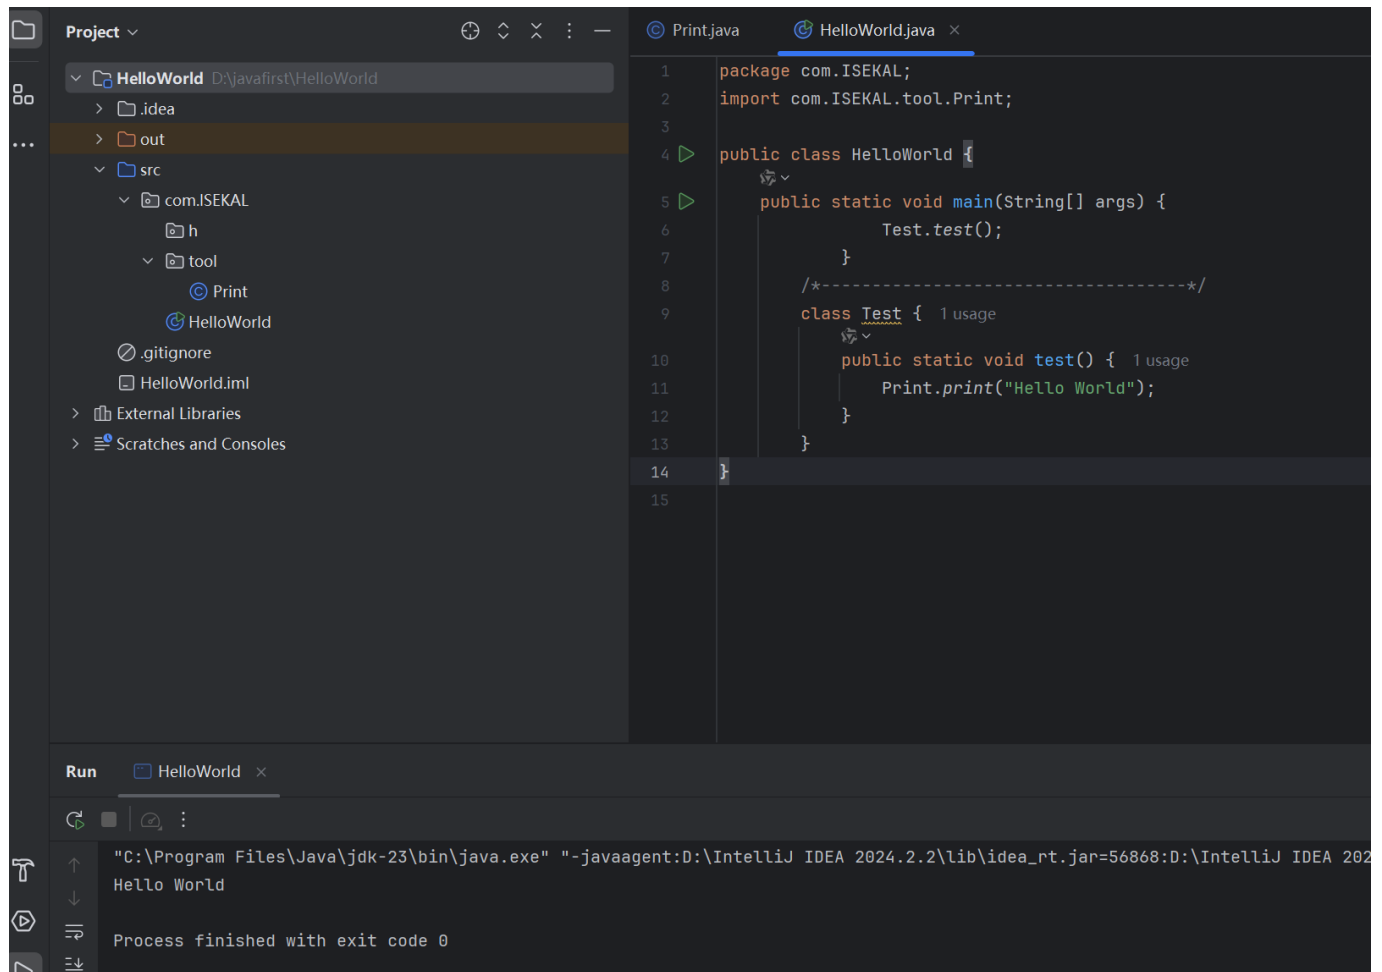 Project
HelloWorld D:\javafirst\HelloWorld
.idea
out
src
com.ISEKAL
h
tool
Print
HelloWorld
.gitignore
HelloWorld.iml
External Libraries
Scratches and Consoles
Print.java
HelloWorld.java
1 package com.ISEKAL;
2 import com.ISEKAL.tool.Print;
3
4 public class HelloWorld {
5 public static void main(String[] args) {
6 Test.test();
7 }
8 /*-------------------------------------*/
9 class Test { 1 usage
10 public static void test() { 1 usage
11 Print.print("Hello World");
12 }
13 }
14 }
15
Run HelloWorld
"C:\Program Files\Java\jdk-23\bin\java.exe" "-javaagent:D:\IntelliJ IDEA 2024.2.2\lib\idea_rt.jar=56868:D:\IntelliJ IDEA 202
Hello World
Process finished with exit code 0